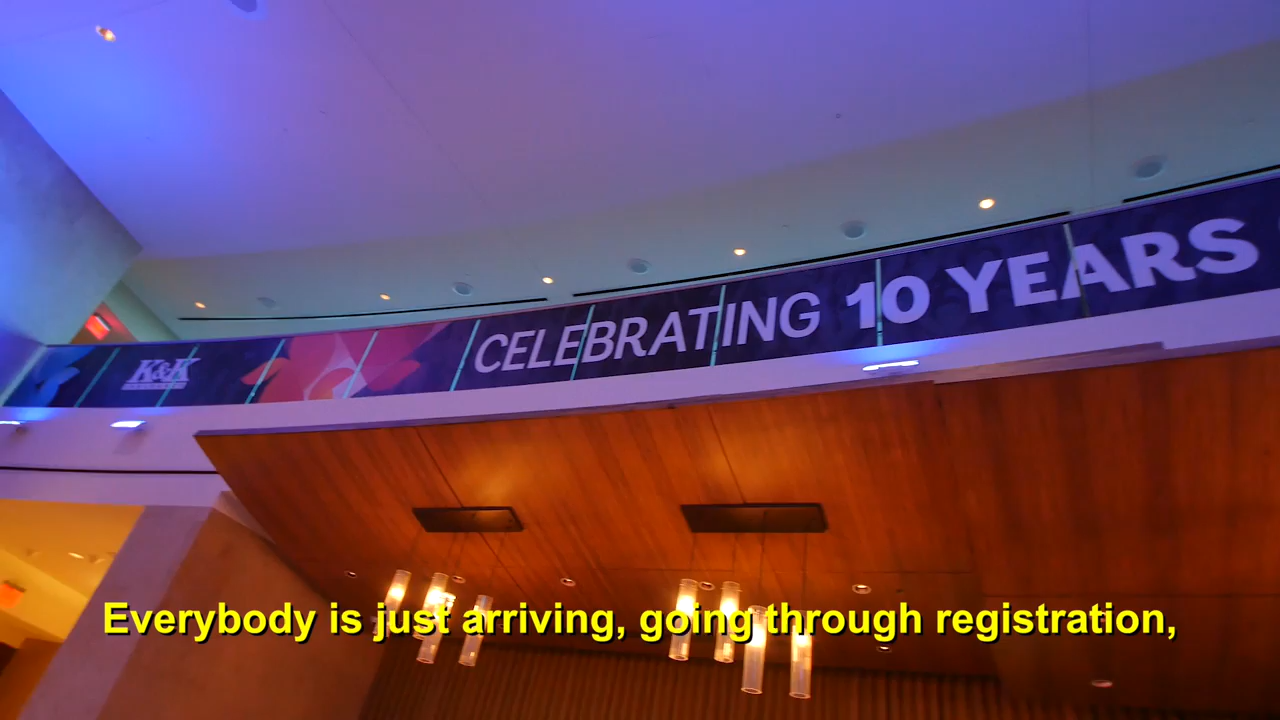 CELEBRATING 10 YEARS
K&K
Everybody is just arriving, going through registration,